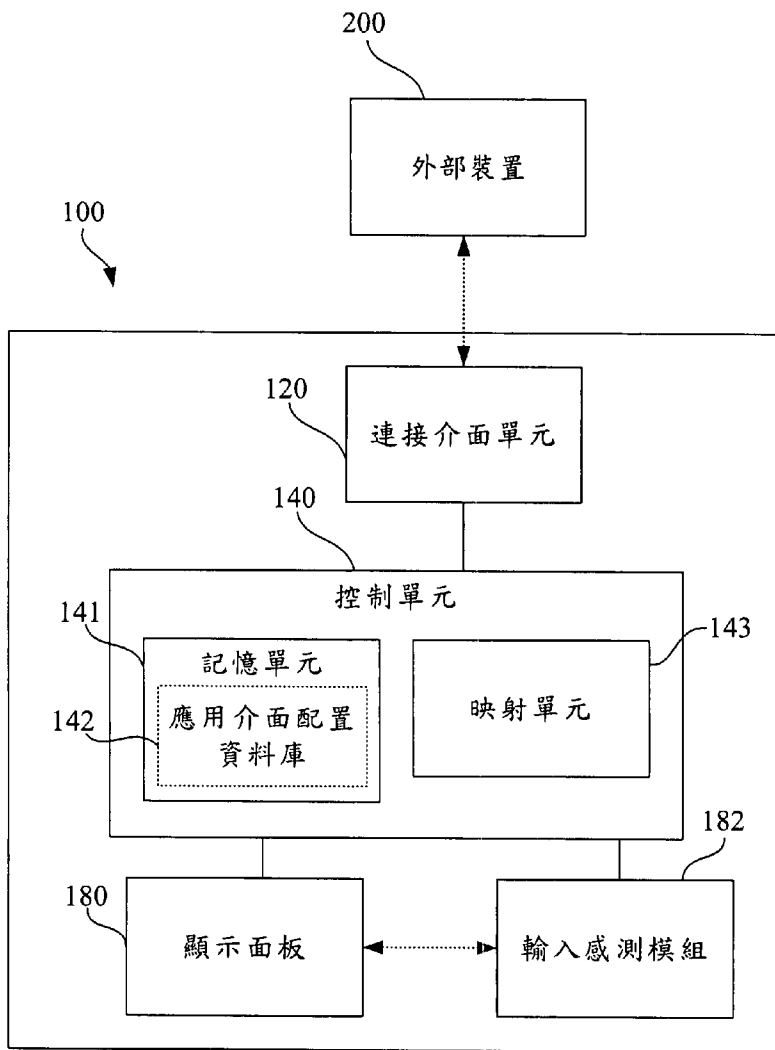 200
外部裝置
100
120
連接介面單元
140
控制單元
141
記憶單元
143
142
應用介面配置
資料庫
映射單元
182
180
顯示面板
輸入感測模組